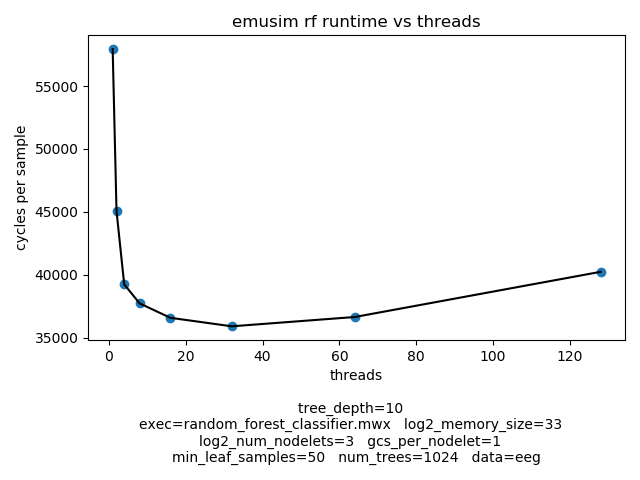 emusim rf runtime vs threads
55000
50000
45000
40000
35000
cycles per sample
0 20 40 60 80 100 120
threads
tree_depth=10
exec=random_forest_classifier.mwx log2_memory_size=33
log2_num_nodelets=3 gcs_per_nodelet=1
min_leaf_samples=50 num_trees=1024 data=eeg